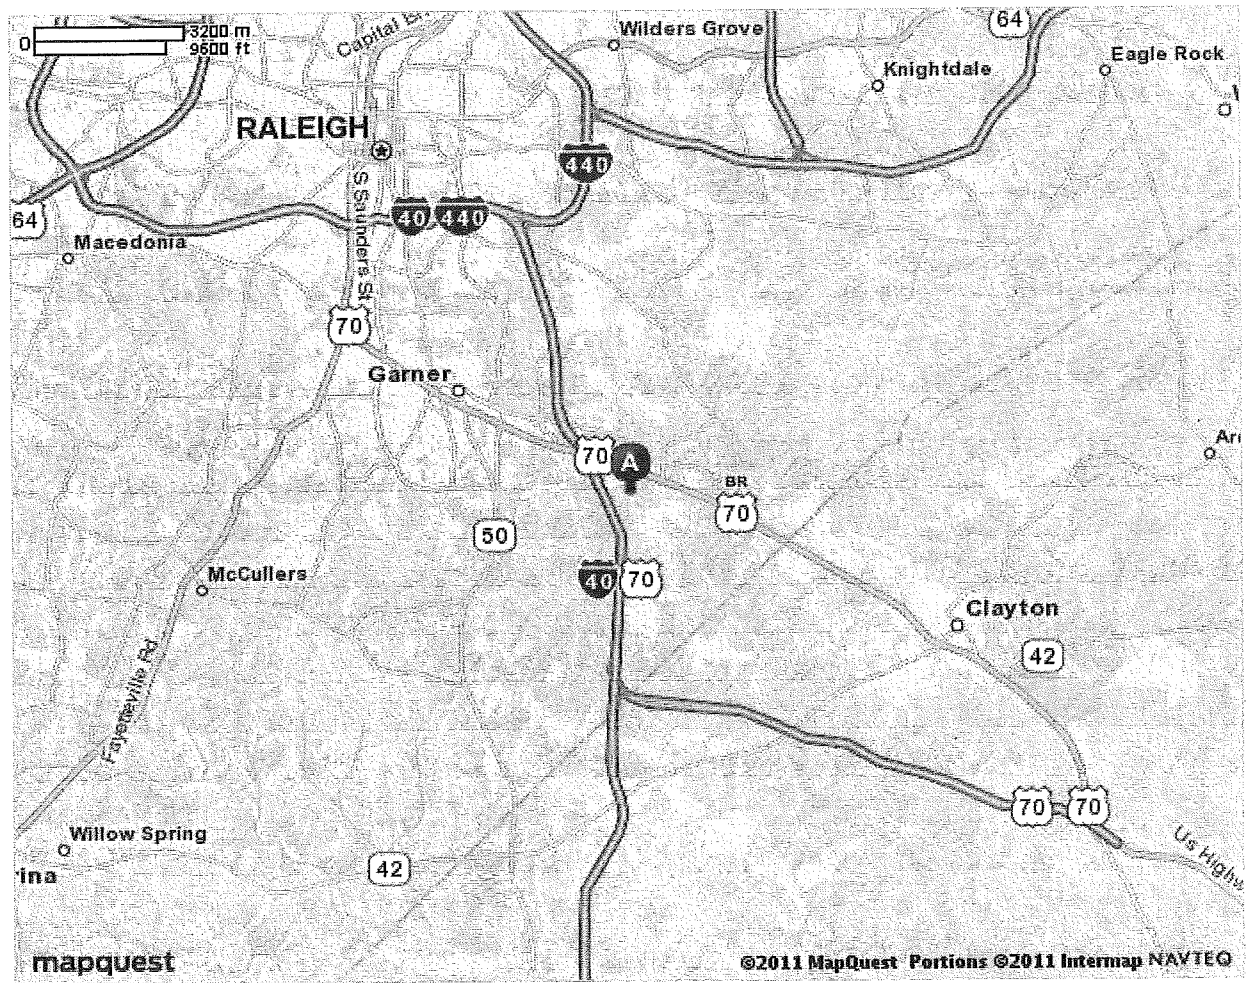 0
3200 m
9600 ft
Capital
Wilders Grove
64
Knightdale
Eagle Rock
RALEIGH
440
S Saunders St
40
440
64
Macedonia
70
Garner
70
A
BR
70
50
40
70
McCullers
Clayton
42
Fayetteville Rd
70
70
Us Highw
Willow Spring
rina
42
mapquest
©2011 MapQuest Portions ©2011 Intermap NAVTEQ